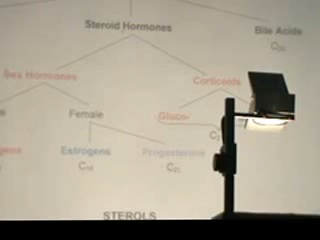 Steroid Hormones
Bile Acids
C24
Sex Hormones
Corticoids
Female
Gluco-
Estrogens
Progesterone
C18
C21
STEROLS